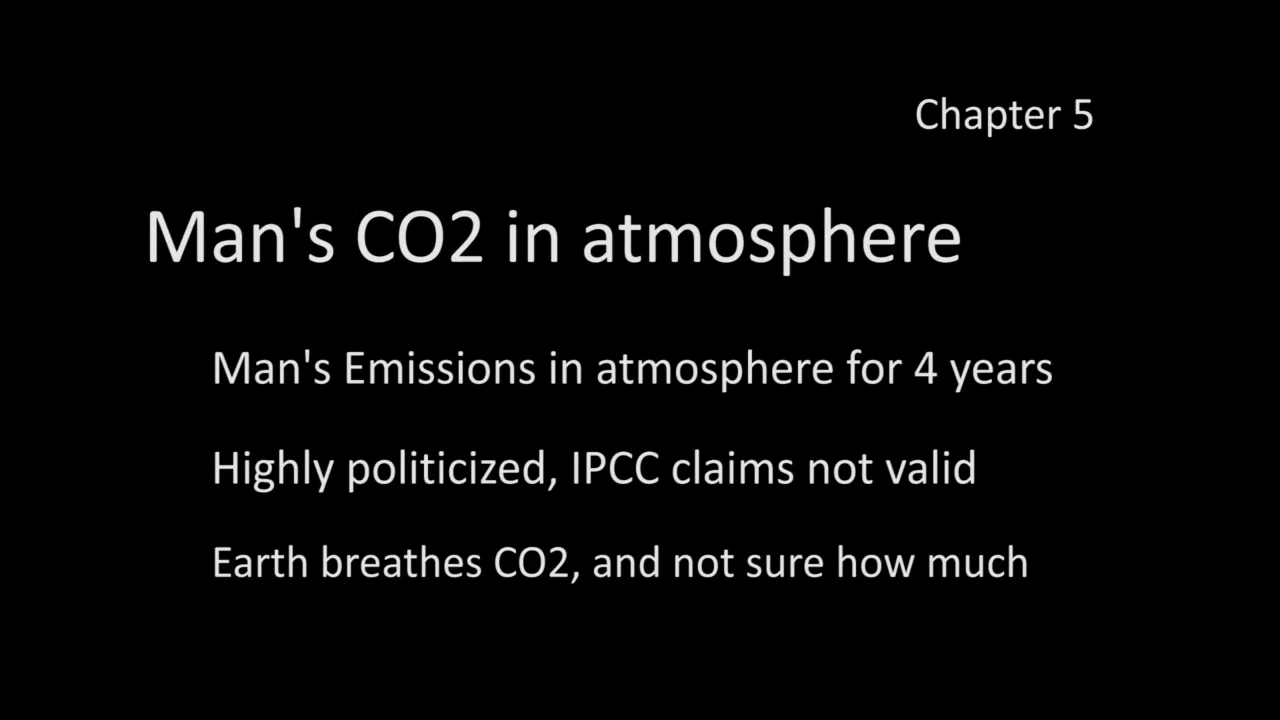 Chapter 5
Man's CO2 in atmosphere
Man's Emissions in atmosphere for 4 years
Highly politicized, IPCC claims not valid
Earth breathes CO2, and not sure how much